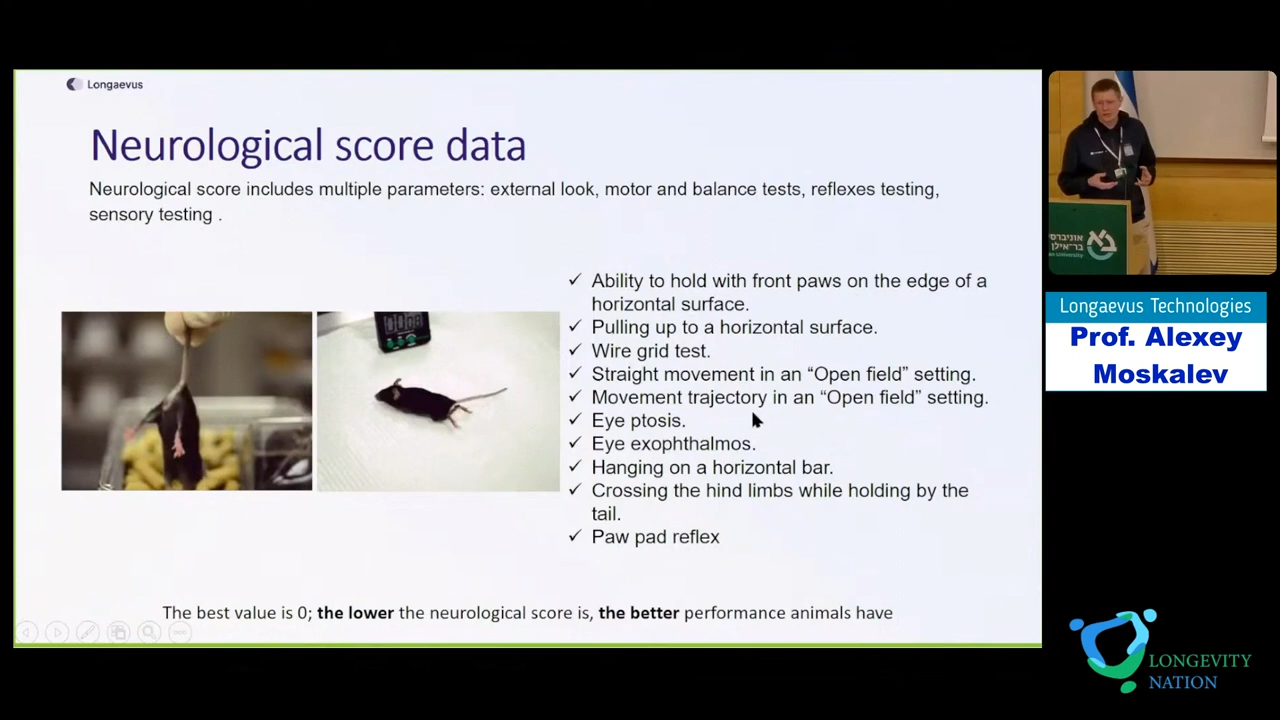 Longaevus
Neurological score data
Neurological score includes multiple parameters: external look, motor and balance tests, reflexes testing,
sensory testing .
✓ Ability to hold with front paws on the edge of a
horizontal surface.
✓ Pulling up to a horizontal surface.
✓ Wire grid test.
✓ Straight movement in an “Open field” setting.
✓ Movement trajectory in an “Open field” setting.
✓ Eye ptosis.
✓ Eye exophthalmos.
✓ Hanging on a horizontal bar.
✓ Crossing the hind limbs while holding by the
tail.
✓ Paw pad reflex
The best value is 0; the lower the neurological score is, the better performance animals have
אוניברסי
בר־אילן
University
Longaevus Technologies
Prof. Alexey
Moskalev
LONGEVITY
NATION